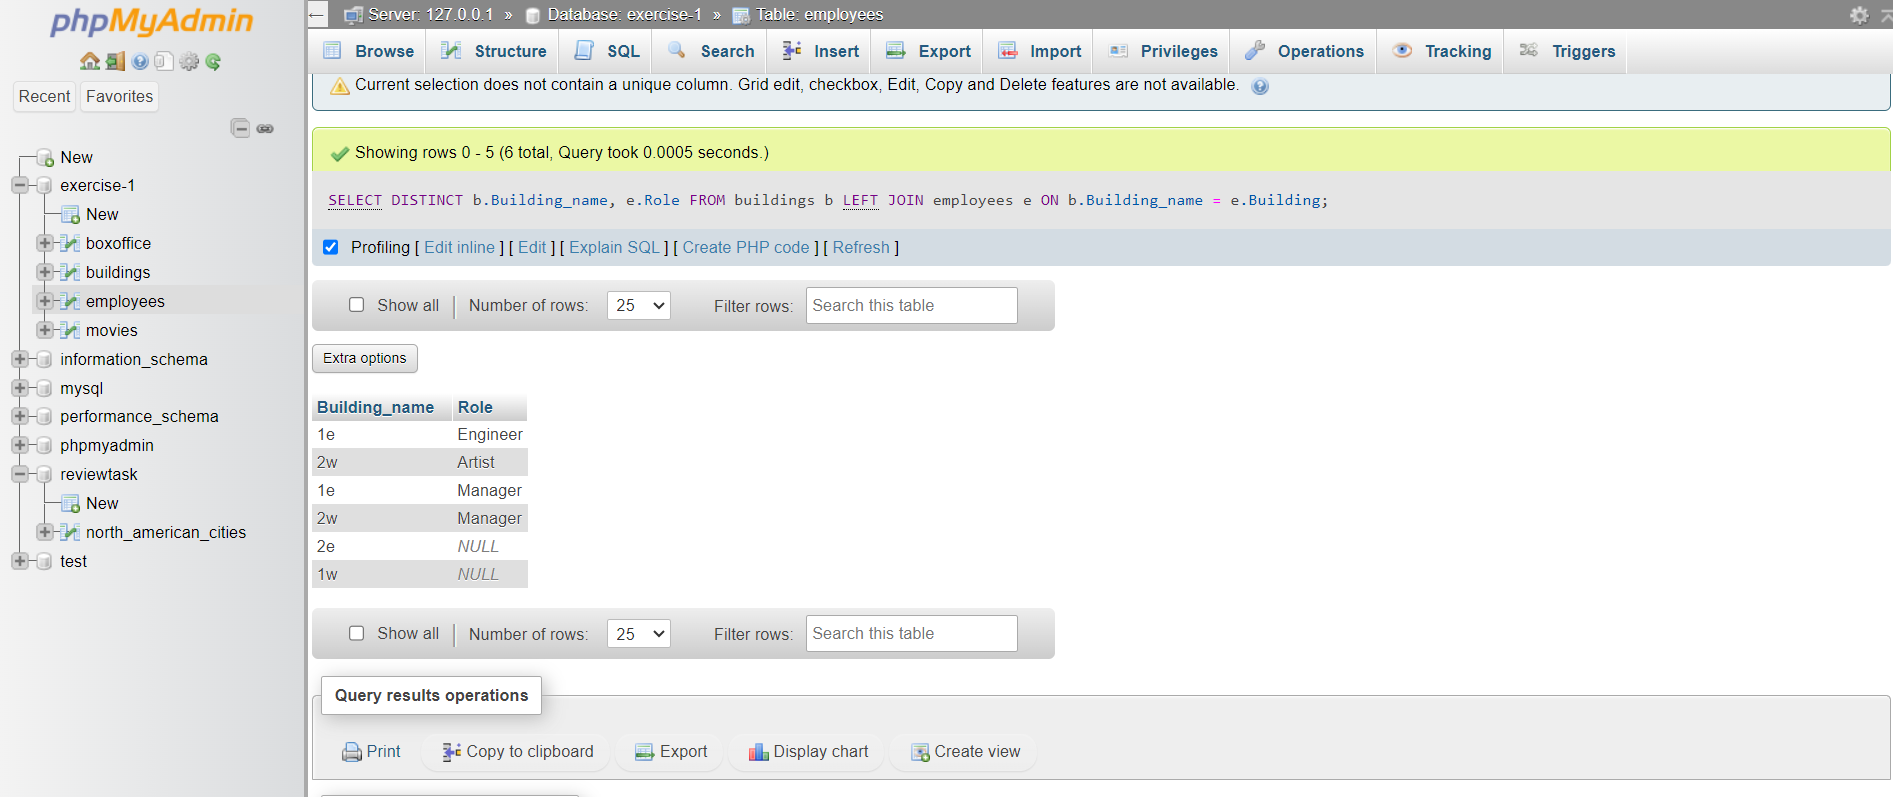 phpMyAdmin
Recent
Favorites
New
exercise-1
New
boxoffice
buildings
employees
movies
information_schema
mysql
performance_schema
phpmyadmin
reviewtask
New
north_american_cities
test
Server: 127.0.0.1 » Database: exercise-1 » Table: employees
Browse Structure SQL Search Insert Export Import Privileges Operations Tracking Triggers
Current selection does not contain a unique column. Grid edit, checkbox, Edit, Copy and Delete features are not available.
Showing rows 0 - 5 (6 total, Query took 0.0005 seconds.)
SELECT DISTINCT b.Building_name, e.Role FROM buildings b LEFT JOIN employees e ON b.Building_name = e.Building;
Profiling [ Edit inline ] [ Edit ] [ Explain SQL ] [ Create PHP code ] [ Refresh ]
Show all | Number of rows: 25 Filter rows: Search this table
Extra options
Building_name Role
1e Engineer
2w Artist
1e Manager
2w Manager
2e NULL
1w NULL
Show all | Number of rows: 25 Filter rows: Search this table
Query results operations
Print Copy to clipboard Export Display chart Create view